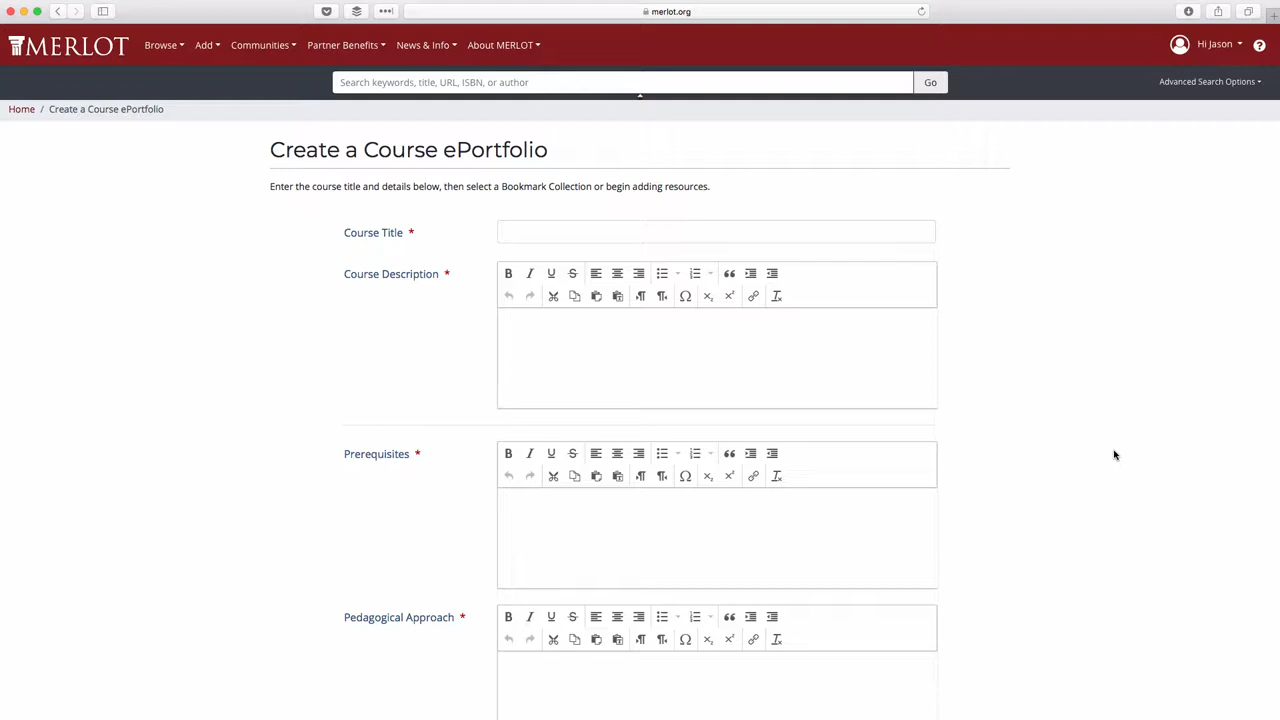 merlot.org
MERLOT Browse Add Communities Partner Benefits News & Info About MERLOT Hi Jason
Search keywords, title, URL, ISBN, or author Go Advanced Search Options
Home / Create a Course ePortfolio
Create a Course ePortfolio
Enter the course title and details below, then select a Bookmark Collection or begin adding resources.
Course Title *
Course Description *
Prerequisites *
Pedagogical Approach *